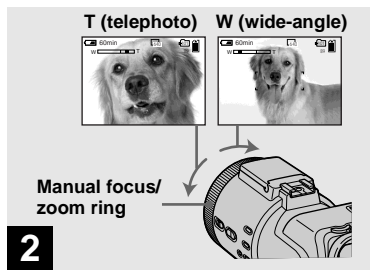 T (telephoto) W (wide-angle)
60min
W T
60min
W T
Manual focus/
zoom ring
2